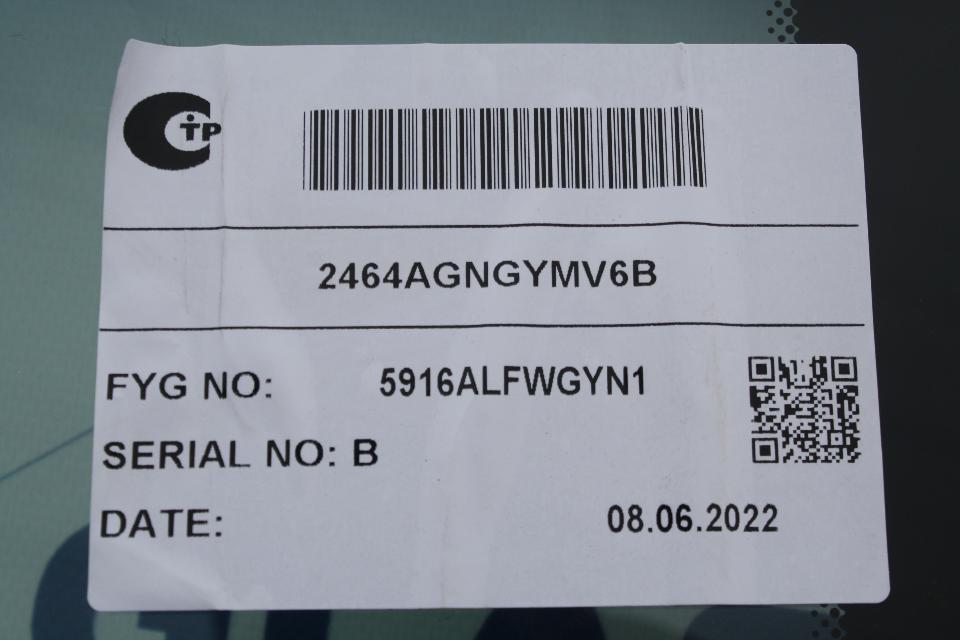 TP
2464AGNGYMV6B
FYG NO: 5916ALFWGYN1
SERIAL NO: B
DATE: 08.06.2022